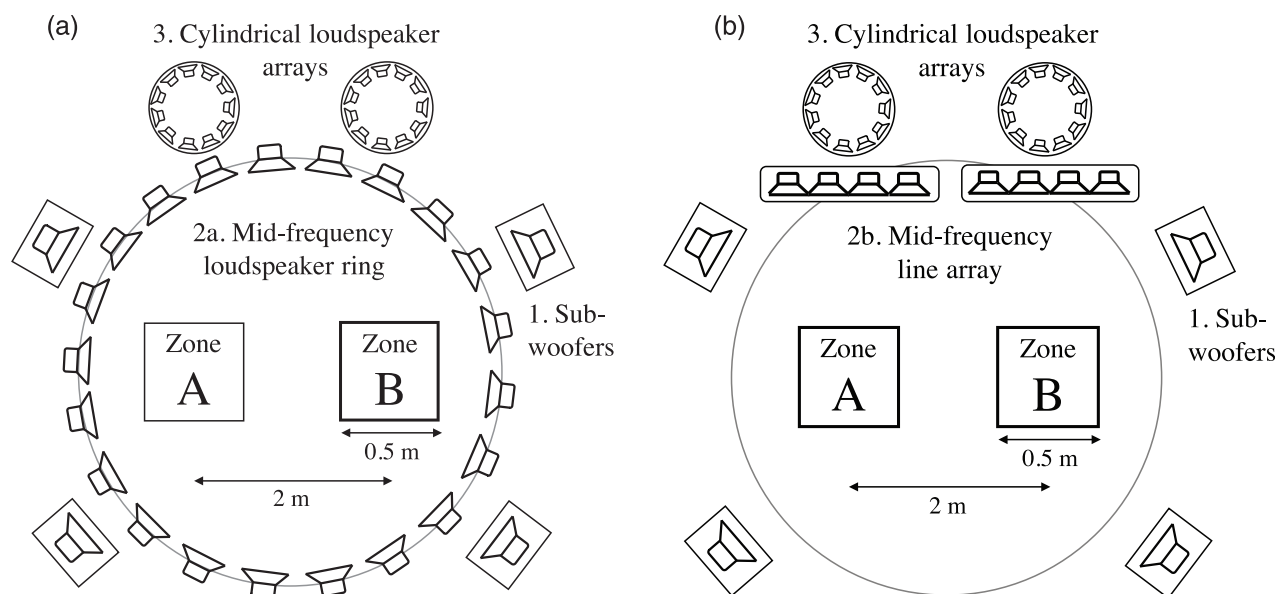 (a)
3. Cylindrical loudspeaker
arrays
2a. Mid-frequency
loudspeaker ring
1. Sub-
woofers
Zone
A
Zone
B
0.5 m
2 m
(b)
3. Cylindrical loudspeaker
arrays
2b. Mid-frequency
line array
1. Sub-
woofers
Zone
A
Zone
B
0.5 m
2 m